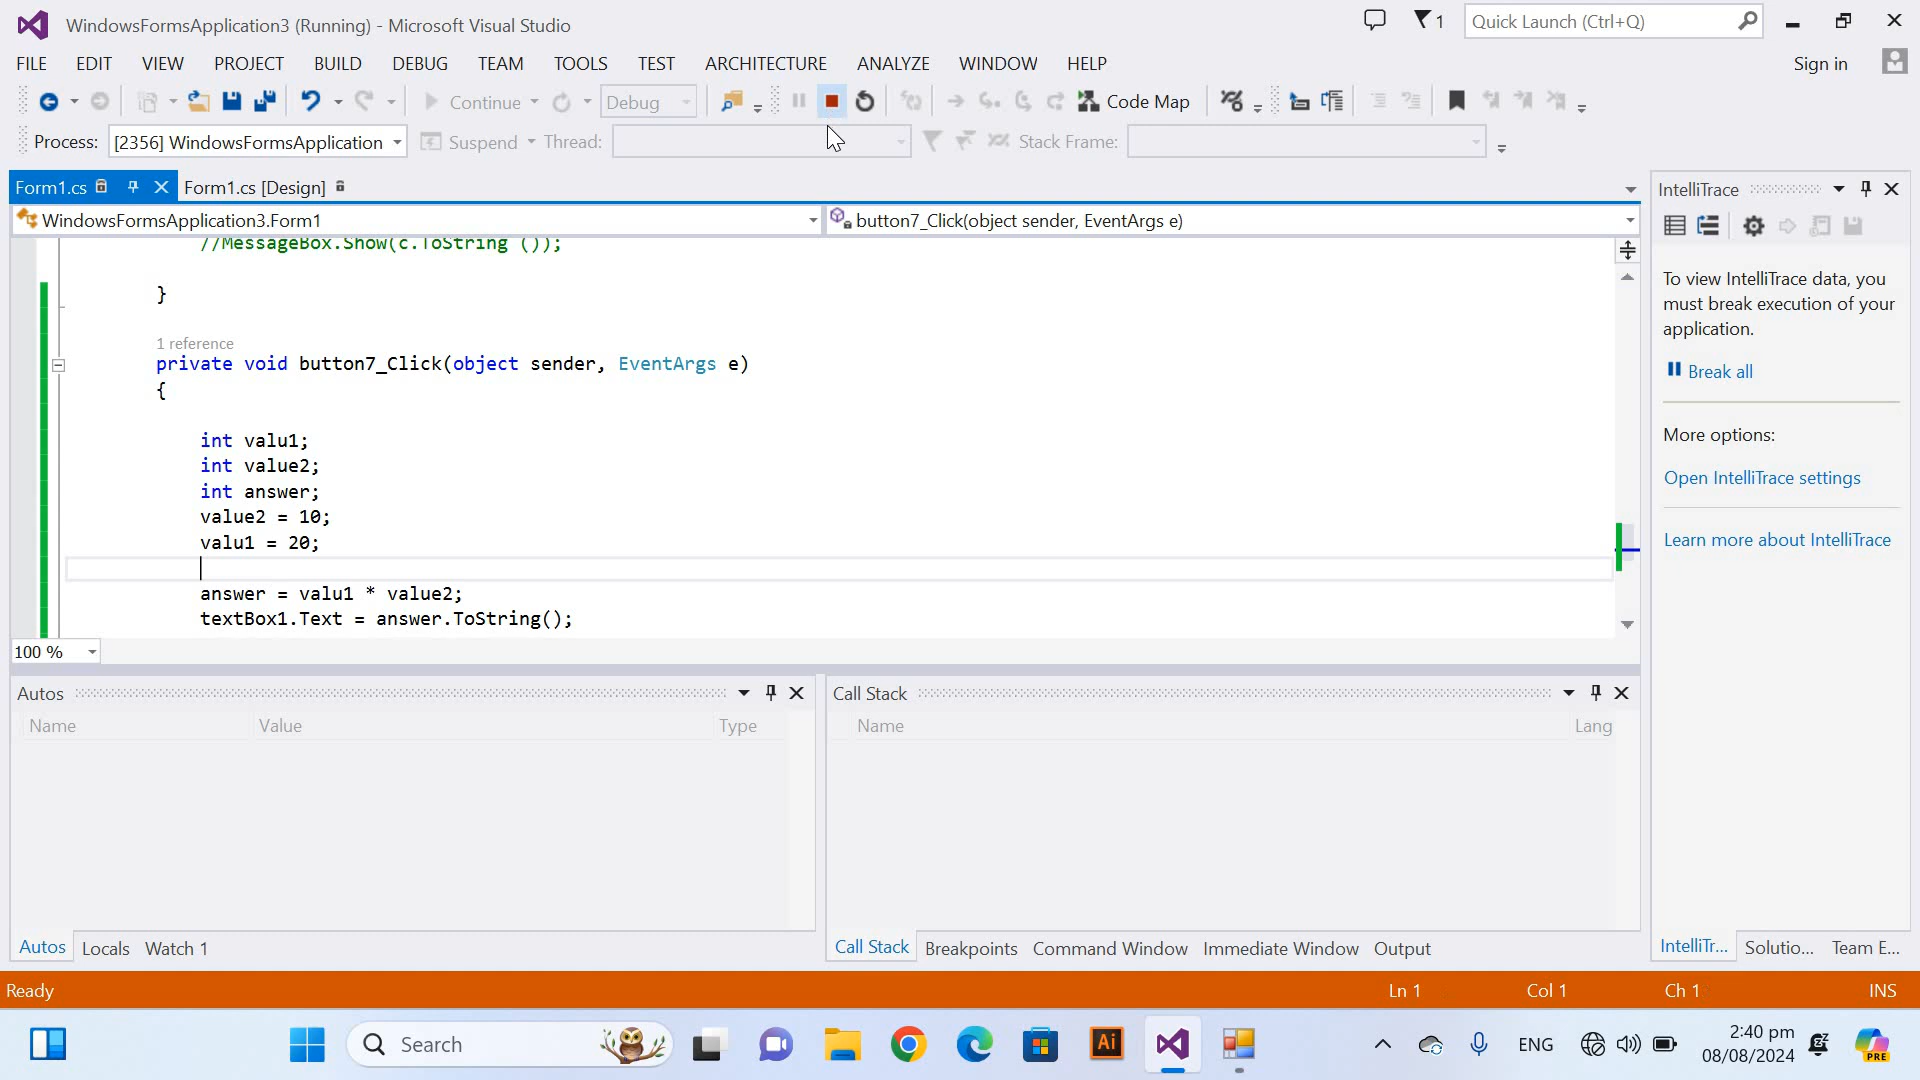 WindowsFormsApplication3 (Running) - Microsoft Visual Studio
1
Quick Launch (Ctrl+Q)
FILE EDIT VIEW PROJECT BUILD DEBUG TEAM TOOLS TEST ARCHITECTURE ANALYZE WINDOW HELP
Sign in
Continue
Debug
Code Map
Process: [2356] WindowsFormsApplication
Suspend
Thread:
Stack Frame:
Form1.cs
Form1.cs [Design]
WindowsFormsApplication3.Form1
button7_Click(object sender, EventArgs e)
//MessageBox.Show(c.ToString ());
}
1 reference
private void button7_Click(object sender, EventArgs e)
{
int valu1;
int value2;
int answer;
value2 = 10;
valu1 = 20;
answer = valu1 * value2;
textBox1.Text = answer.ToString();
100 %
IntelliTrace
To view IntelliTrace data, you
must break execution of your
application.
Break all
More options:
Open IntelliTrace settings
Learn more about IntelliTrace
Autos
Name Value Type
Autos Locals Watch 1
Call Stack
Name Lang
Call Stack Breakpoints Command Window Immediate Window Output
IntelliTr... Solutio... Team E...
Ready
Ln 1 Col 1 Ch 1 INS
Search
Ai
ENG
2:40 pm
08/08/2024
PRE